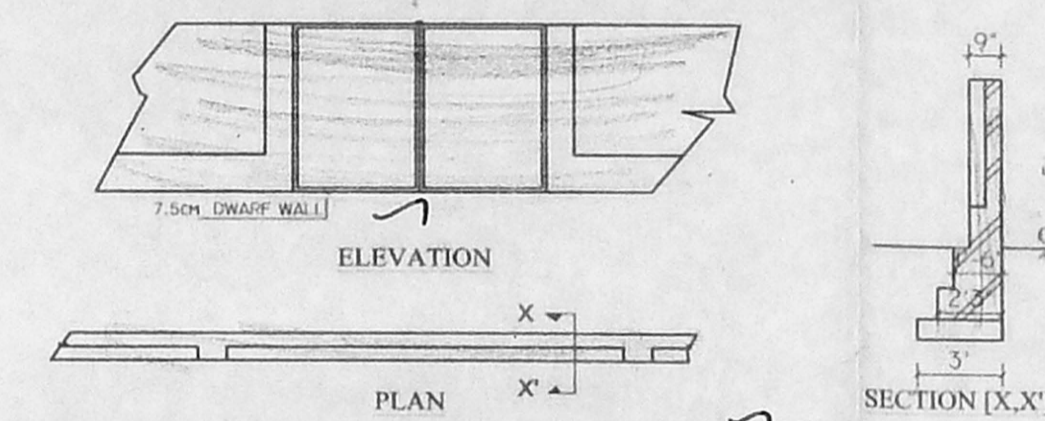 7.5CM DWARF WALL
ELEVATION
X
X'
PLAN
9"
6
2'3
3'
SECTION [X,X'